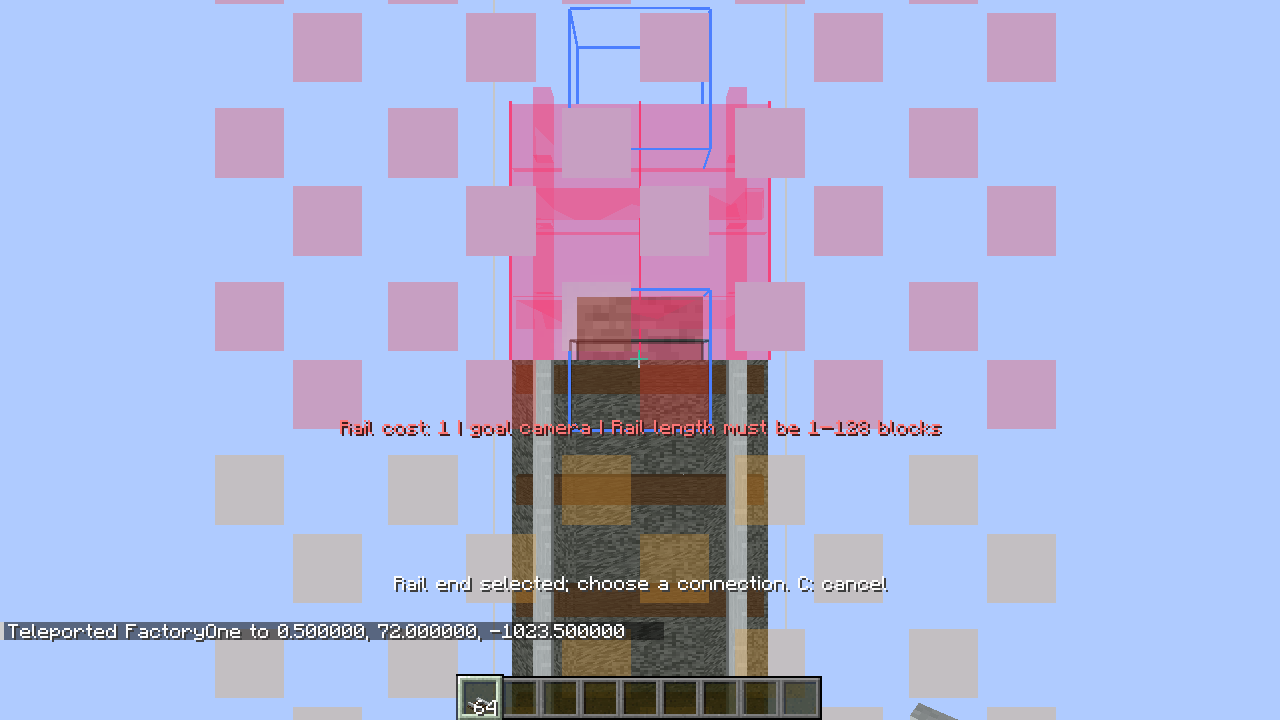 Rail cost: 1 | goal camera | Rail length must be 1-128 blocks
Rail end selected; choose a connection. C: cancel
Teleported FactoryOne to 0.500000, 72.000000, -1023.500000
64